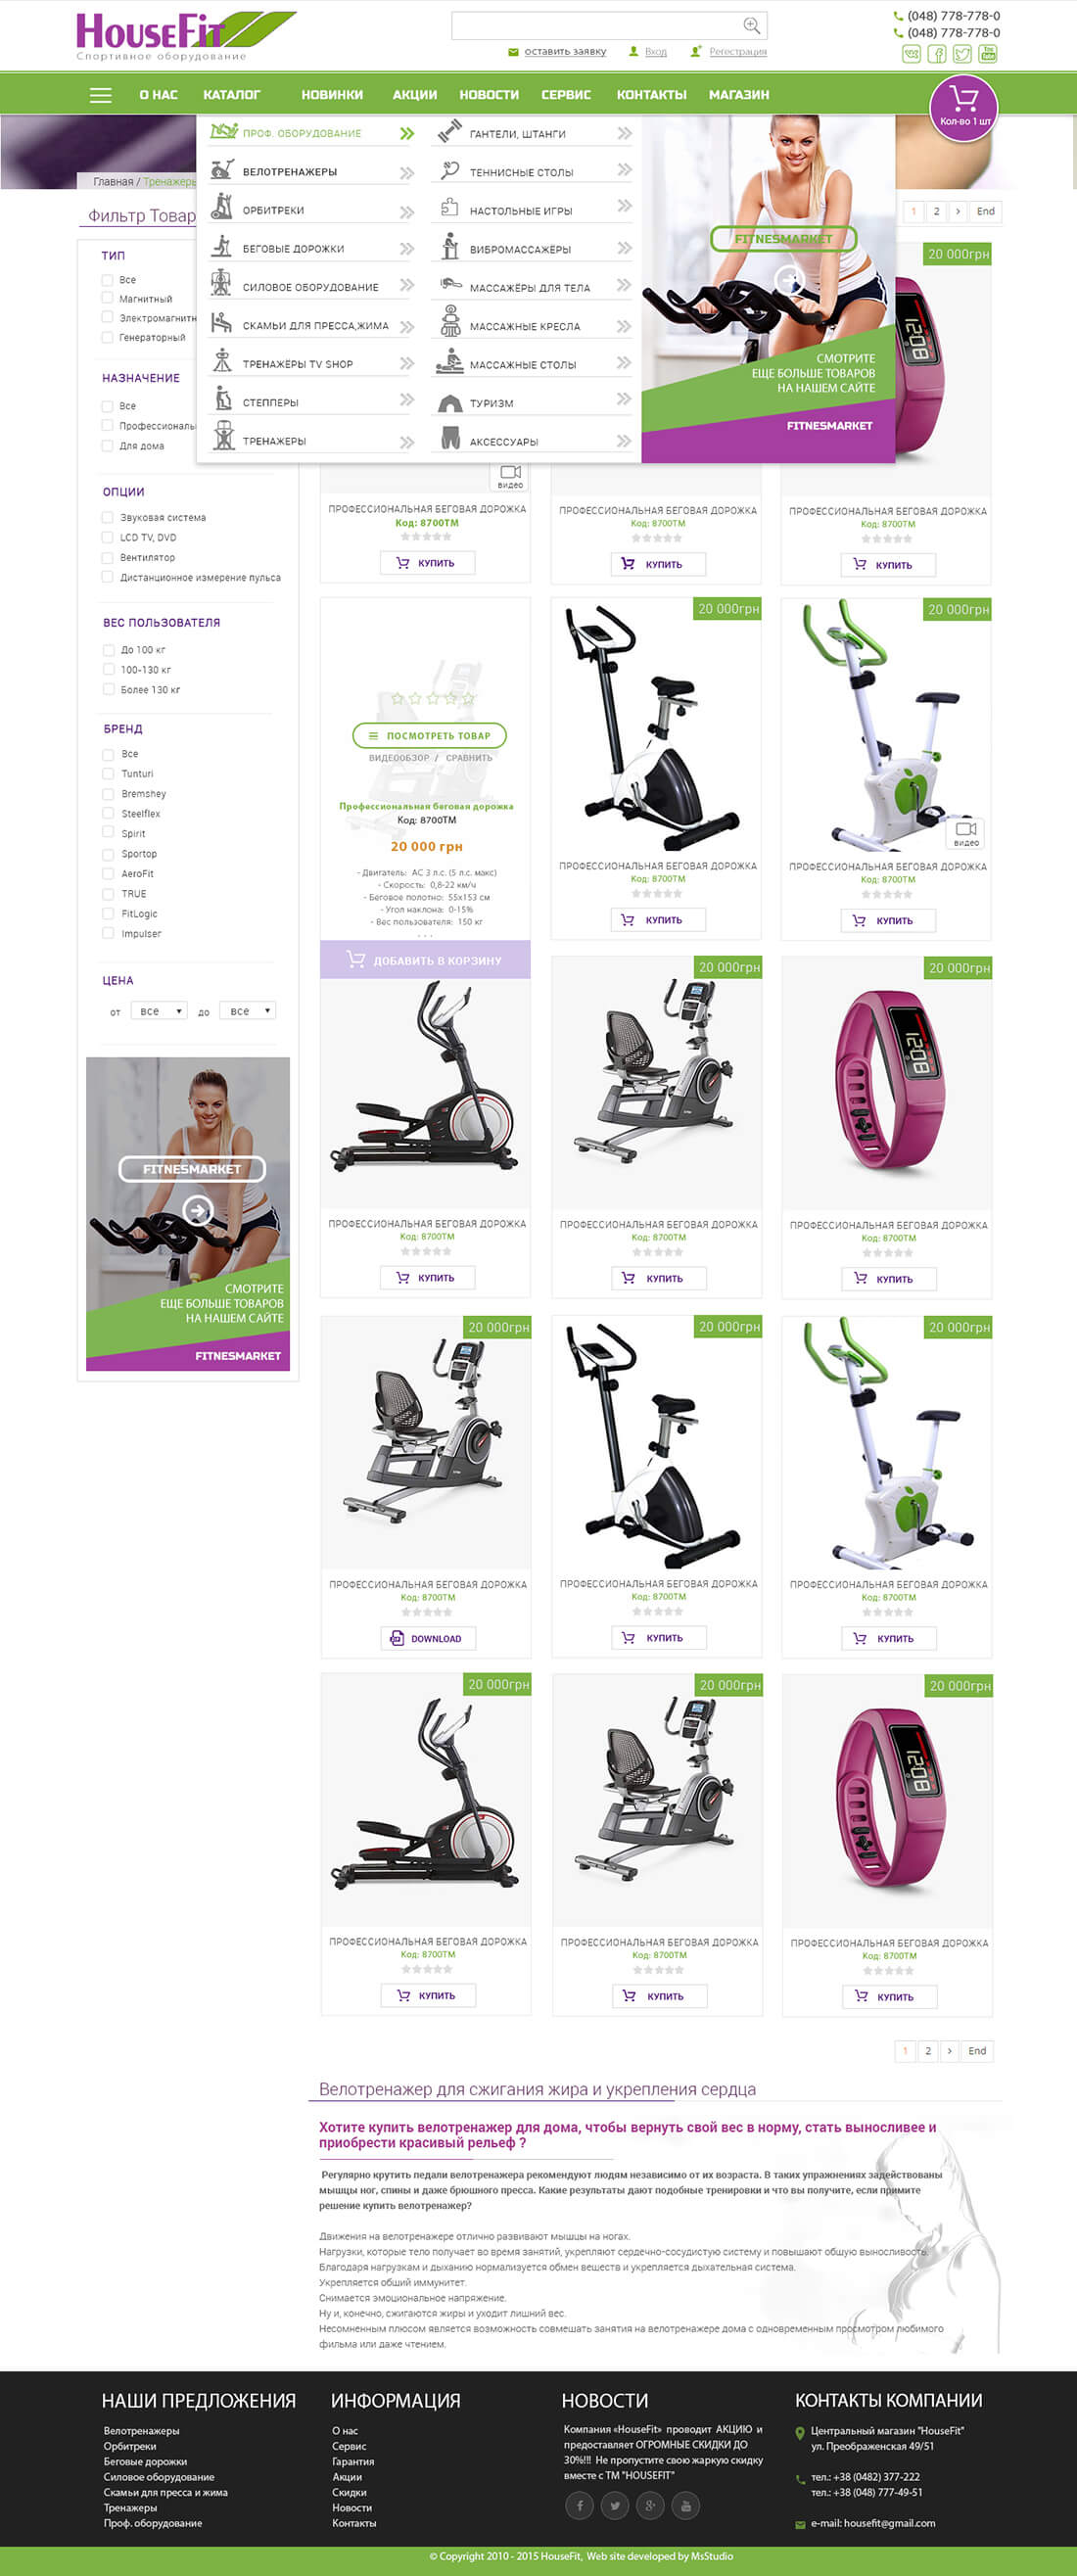 HouseFit
Спортивное оборудование
оставить заявку
Вход
Регестрация
(048) 778-778-0
(048) 778-778-0
О НАС
КАТАЛОГ
НОВИНКИ
АКЦИИ
НОВОСТИ
СЕРВИС
КОНТАКТЫ
МАГАЗИН
Кол-во 1 шт
ПРОФ. ОБОРУДОВАНИЕ
ВЕЛОТРЕНАЖЕРЫ
ОРБИТРЕКИ
БЕГОВЫЕ ДОРОЖКИ
СИЛОВОЕ ОБОРУДОВАНИЕ
СКАМЬИ ДЛЯ ПРЕССА,ЖИМА
ТРЕНАЖЁРЫ TV SHOP
СТЕППЕРЫ
ТРЕНАЖЕРЫ
ГАНТЕЛИ, ШТАНГИ
ТЕННИСНЫЕ СТОЛЫ
НАСТОЛЬНЫЕ ИГРЫ
ВИБРОМАССАЖЁРЫ
МАССАЖЁРЫ ДЛЯ ТЕЛА
МАССАЖНЫЕ КРЕСЛА
МАССАЖНЫЕ СТОЛЫ
ТУРИЗМ
АКСЕССУАРЫ
FITNESMARKET
СМОТРИТЕ
ЕЩЕ БОЛЬШЕ ТОВАРОВ
НА НАШЕМ САЙТЕ
FITNESMARKET
Главная / Тренажеры
Фильтр Товар
1 2 > End
ТИП
Все
Магнитный
Электромагнитн
Генераторный
НАЗНАЧЕНИЕ
Все
Профессиональ
Для дома
ОПЦИИ
Звуковая система
LCD TV, DVD
Вентилятор
Дистанционное измерение пульса
ВЕС ПОЛЬЗОВАТЕЛЯ
До 100 кг
100-130 кг
Более 130 кг
БРЕНД
Все
Tunturi
Bremshey
Steelflex
Spirit
Sportop
AeroFit
TRUE
FitLogic
Impulser
ЦЕНА
от все до все
FITNESMARKET
СМОТРИТЕ
ЕЩЕ БОЛЬШЕ ТОВАРОВ
НА НАШЕМ САЙТЕ
FITNESMARKET
20 000грн
8:021
видео
ПРОФЕССИОНАЛЬНАЯ БЕГОВАЯ ДОРОЖКА
Код: 8700TM
КУПИТЬ
ПРОФЕССИОНАЛЬНАЯ БЕГОВАЯ ДОРОЖКА
Код: 8700TM
КУПИТЬ
ПРОФЕССИОНАЛЬНАЯ БЕГОВАЯ ДОРОЖКА
Код: 8700TM
КУПИТЬ
ПОСМОТРЕТЬ ТОВАР
ВИДЕООБЗОР / СРАВНИТЬ
Профессиональная беговая дорожка
Код: 8700TM
20 000 грн
- Двигатель: AC 3 л.с. (5 л.с. макс)
- Скорость: 0,8-22 км/ч
- Беговое полотно: 55x153 см
- Угол наклона: 0-15%
- Вес пользователя: 150 кг
. . .
ДОБАВИТЬ В КОРЗИНУ
20 000грн
ПРОФЕССИОНАЛЬНАЯ БЕГОВАЯ ДОРОЖКА
Код: 8700TM
КУПИТЬ
20 000грн
видео
ПРОФЕССИОНАЛЬНАЯ БЕГОВАЯ ДОРОЖКА
Код: 8700TM
КУПИТЬ
ПРОФЕССИОНАЛЬНАЯ БЕГОВАЯ ДОРОЖКА
Код: 8700TM
КУПИТЬ
20 000грн
ПРОФЕССИОНАЛЬНАЯ БЕГОВАЯ ДОРОЖКА
Код: 8700TM
КУПИТЬ
20 000грн
8:021
ПРОФЕССИОНАЛЬНАЯ БЕГОВАЯ ДОРОЖКА
Код: 8700TM
КУПИТЬ
20 000грн
ПРОФЕССИОНАЛЬНАЯ БЕГОВАЯ ДОРОЖКА
Код: 8700TM
DOWNLOAD
20 000грн
ПРОФЕССИОНАЛЬНАЯ БЕГОВАЯ ДОРОЖКА
Код: 8700TM
КУПИТЬ
20 000грн
ПРОФЕССИОНАЛЬНАЯ БЕГОВАЯ ДОРОЖКА
Код: 8700TM
КУПИТЬ
20 000грн
ПРОФЕССИОНАЛЬНАЯ БЕГОВАЯ ДОРОЖКА
Код: 8700TM
КУПИТЬ
20 000грн
ПРОФЕССИОНАЛЬНАЯ БЕГОВАЯ ДОРОЖКА
Код: 8700TM
КУПИТЬ
20 000грн
8:021
ПРОФЕССИОНАЛЬНАЯ БЕГОВАЯ ДОРОЖКА
Код: 8700TM
КУПИТЬ
1 2 > End
Велотренажер для сжигания жира и укрепления сердца
Хотите купить велотренажер для дома, чтобы вернуть свой вес в норму, стать выносливее и
приобрести красивый рельеф ?
Регулярно крутить педали велотренажера рекомендуют людям независимо от их возраста. В таких упражнениях задействованы
мышцы ног, спины и даже брюшного пресса. Какие результаты дают подобные тренировки и что вы получите, если примите
решение купить велотренажер?
Движения на велотренажере отлично развивают мышцы на ногах.
Нагрузки, которые тело получает во время занятий, укрепляют сердечно-сосудистую систему и повышают общую выносливость.
Благодаря нагрузкам и дыханию нормализуется обмен веществ и укрепляется дыхательная система.
Укрепляется общий иммунитет.
Снимается эмоциональное напряжение.
Ну и, конечно, сжигаются жиры и уходит лишний вес.
Несомненным плюсом является возможность совмещать занятия на велотренажере дома с одновременным просмотром любимого
фильма или даже чтением.
НАШИ ПРЕДЛОЖЕНИЯ
Велотренажеры
Орбитреки
Беговые дорожки
Силовое оборудование
Скамьи для пресса и жима
Тренажеры
Проф. оборудование
ИНФОРМАЦИЯ
О нас
Сервис
Гарантия
Акции
Скидки
Новости
Контакты
НОВОСТИ
Компания «HouseFit» проводит АКЦИЮ и
предоставляет ОГРОМНЫЕ СКИДКИ ДО
30%!!! Не пропустите свою жаркую скидку
вместе с ТМ "HOUSEFIT"
КОНТАКТЫ КОМПАНИИ
Центральный магазин "HouseFit"
ул. Преображенская 49/51
тел.: +38 (0482) 377-222
тел.: +38 (048) 777-49-51
e-mail: housefit@gmail.com
© Copyright 2010 - 2015 HouseFit, Web site developed by MsStudio